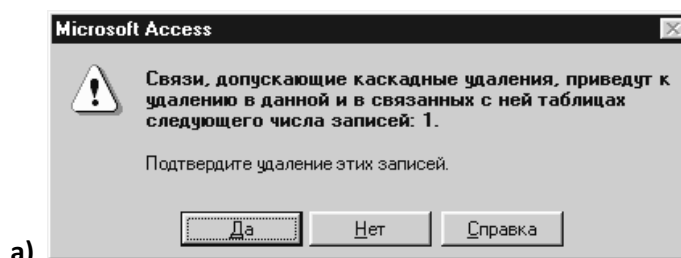 Microsoft Access
Связи, допускающие каскадные удаления, приведут к
удалению в данной и в связанных с ней таблицах
следующего числа записей: 1.
Подтвердите удаление этих записей.
Да Нет Справка
а)